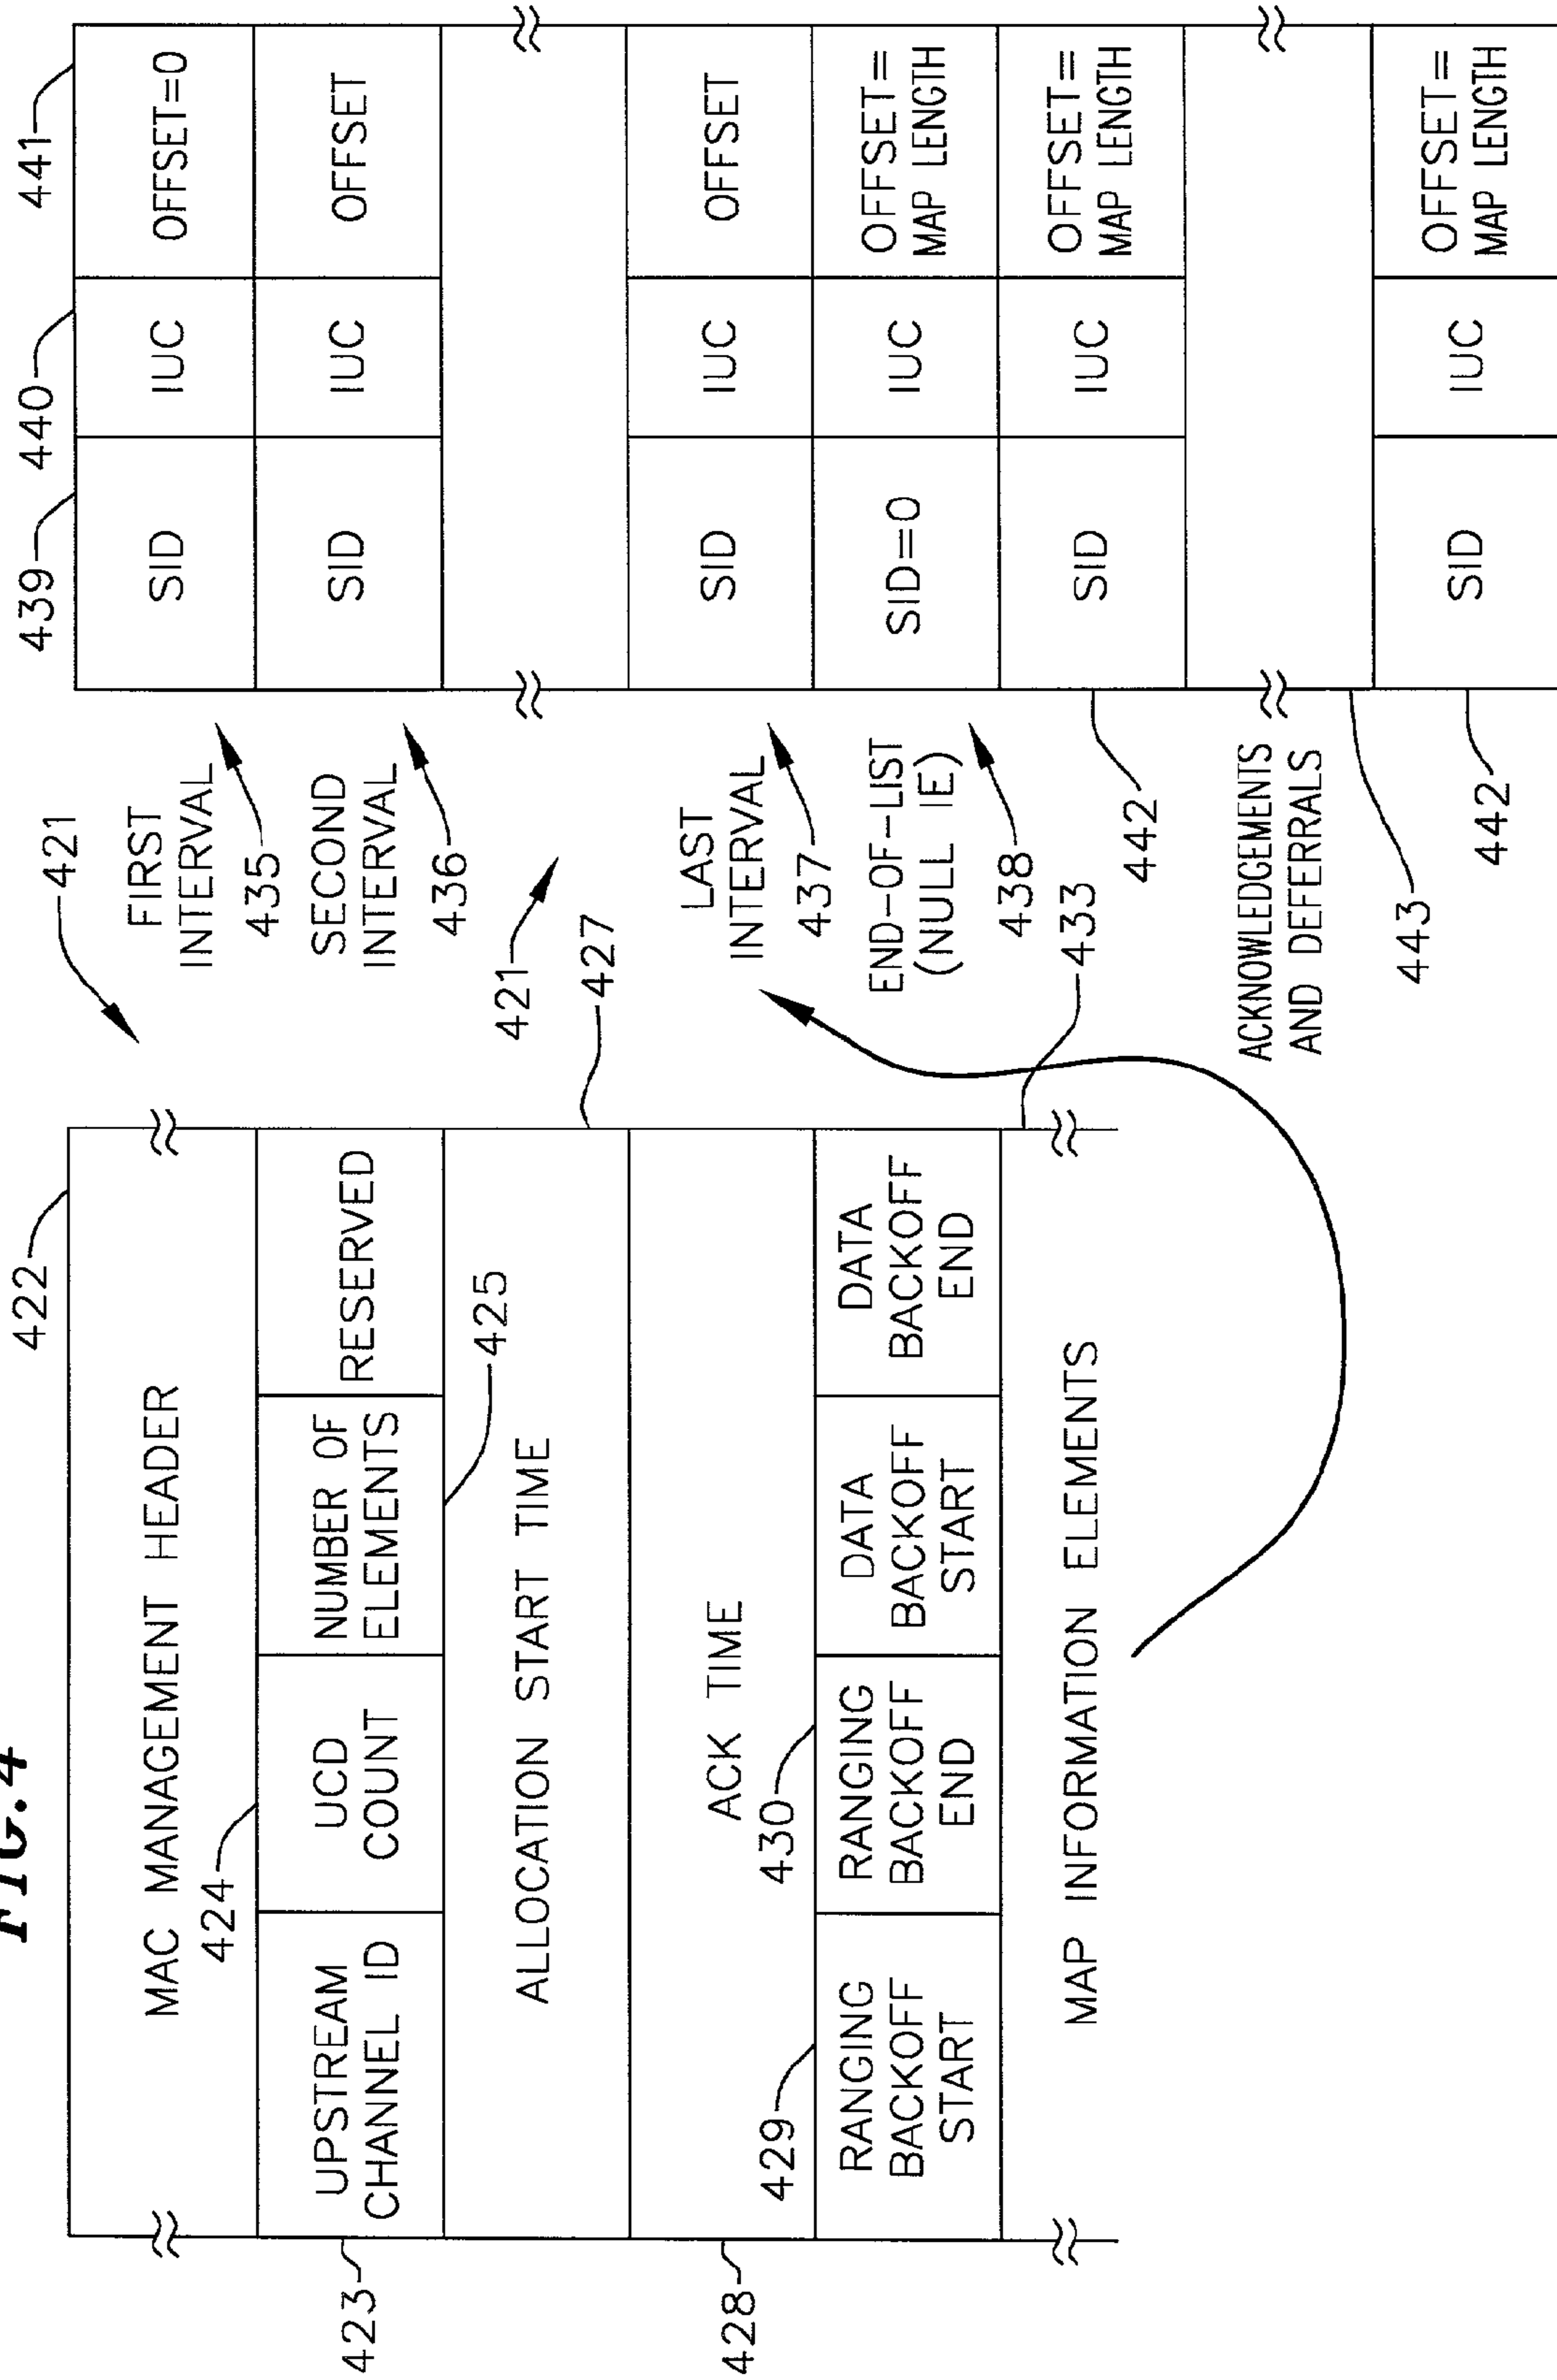 FIG. 4
422
MAC MANAGEMENT HEADER
424
423
UPSTREAM
CHANNEL ID
UCD
COUNT
NUMBER OF
ELEMENTS
RESERVED
425
ALLOCATION START TIME
427
428
ACK TIME
429
430
RANGING
BACKOFF
START
RANGING
BACKOFF
END
DATA
BACKOFF
START
DATA
BACKOFF
END
433
MAP INFORMATION ELEMENTS
421
439
440
441
FIRST
INTERVAL
435
SID
IUC
OFFSET=0
SECOND
INTERVAL
436
SID
IUC
OFFSET
421
LAST
INTERVAL
437
SID
IUC
OFFSET
END-OF-LIST
(NULL IE)
438
SID=0
IUC
OFFSET=
MAP LENGTH
442
SID
IUC
OFFSET=
MAP LENGTH
ACKNOWLEDGEMENTS
AND DEFERRALS
443
442
SID
IUC
OFFSET=
MAP LENGTH